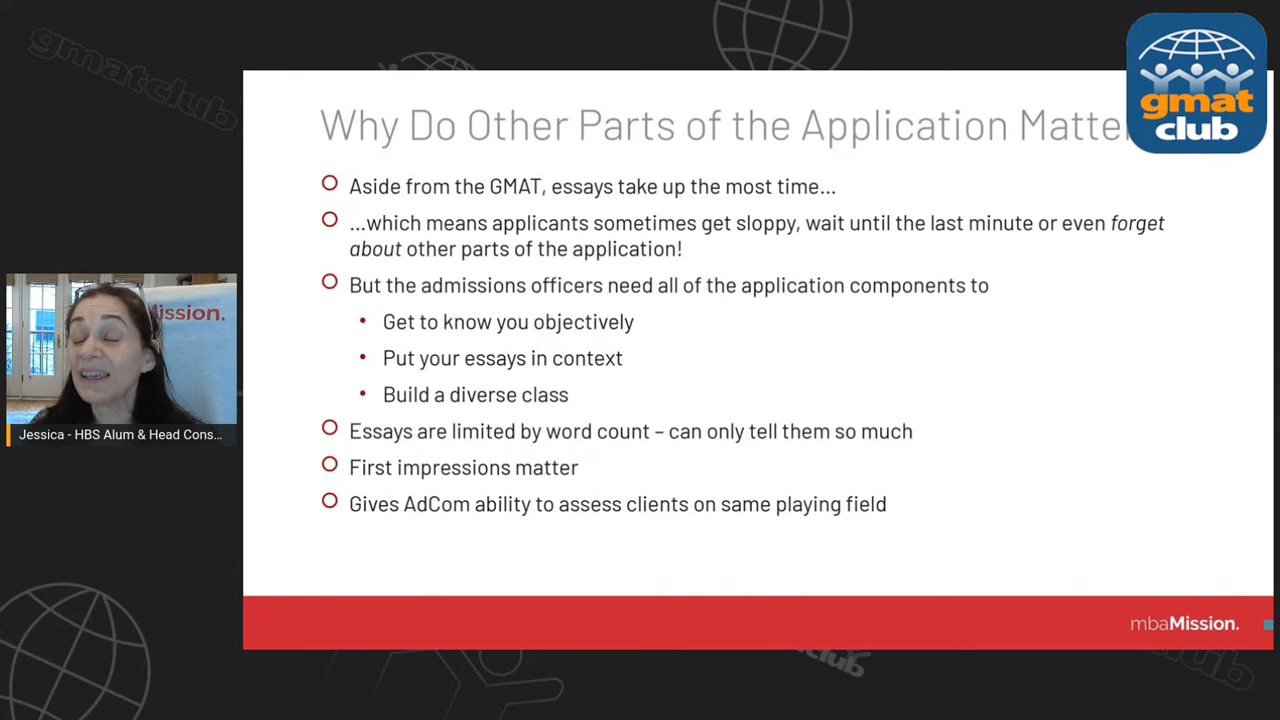 gmatclub
gmat
club
Why Do Other Parts of the Application Matter
Aside from the GMAT, essays take up the most time...
...which means applicants sometimes get sloppy, wait until the last minute or even forget
about other parts of the application!
But the admissions officers need all of the application components to
• Get to know you objectively
• Put your essays in context
• Build a diverse class
Essays are limited by word count – can only tell them so much
First impressions matter
Gives AdCom ability to assess clients on same playing field
Mission.
Jessica - HBS Alum & Head Cons...
mbaMission.
club